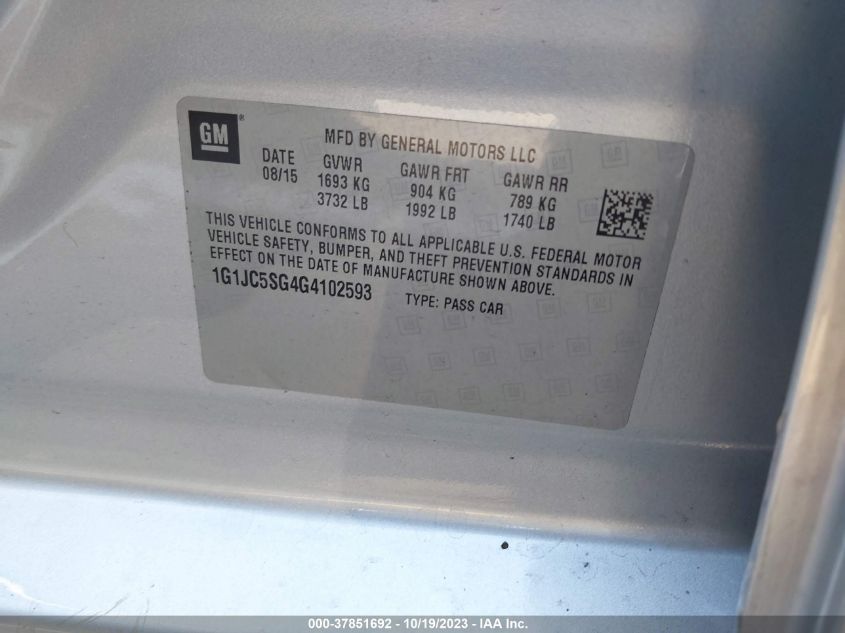 GM®
MFD BY GENERAL MOTORS LLC
DATE GVWR GAWR FRT GAWR RR
08/15 1693 KG 904 KG 789 KG
3732 LB 1992 LB 1740 LB
THIS VEHICLE CONFORMS TO ALL APPLICABLE U.S. FEDERAL MOTOR
VEHICLE SAFETY, BUMPER, AND THEFT PREVENTION STANDARDS IN
EFFECT ON THE DATE OF MANUFACTURE SHOWN ABOVE.
1G1JC5SG4G4102593 TYPE: PASS CAR
000-37851692 - 10/19/2023 - IAA Inc.